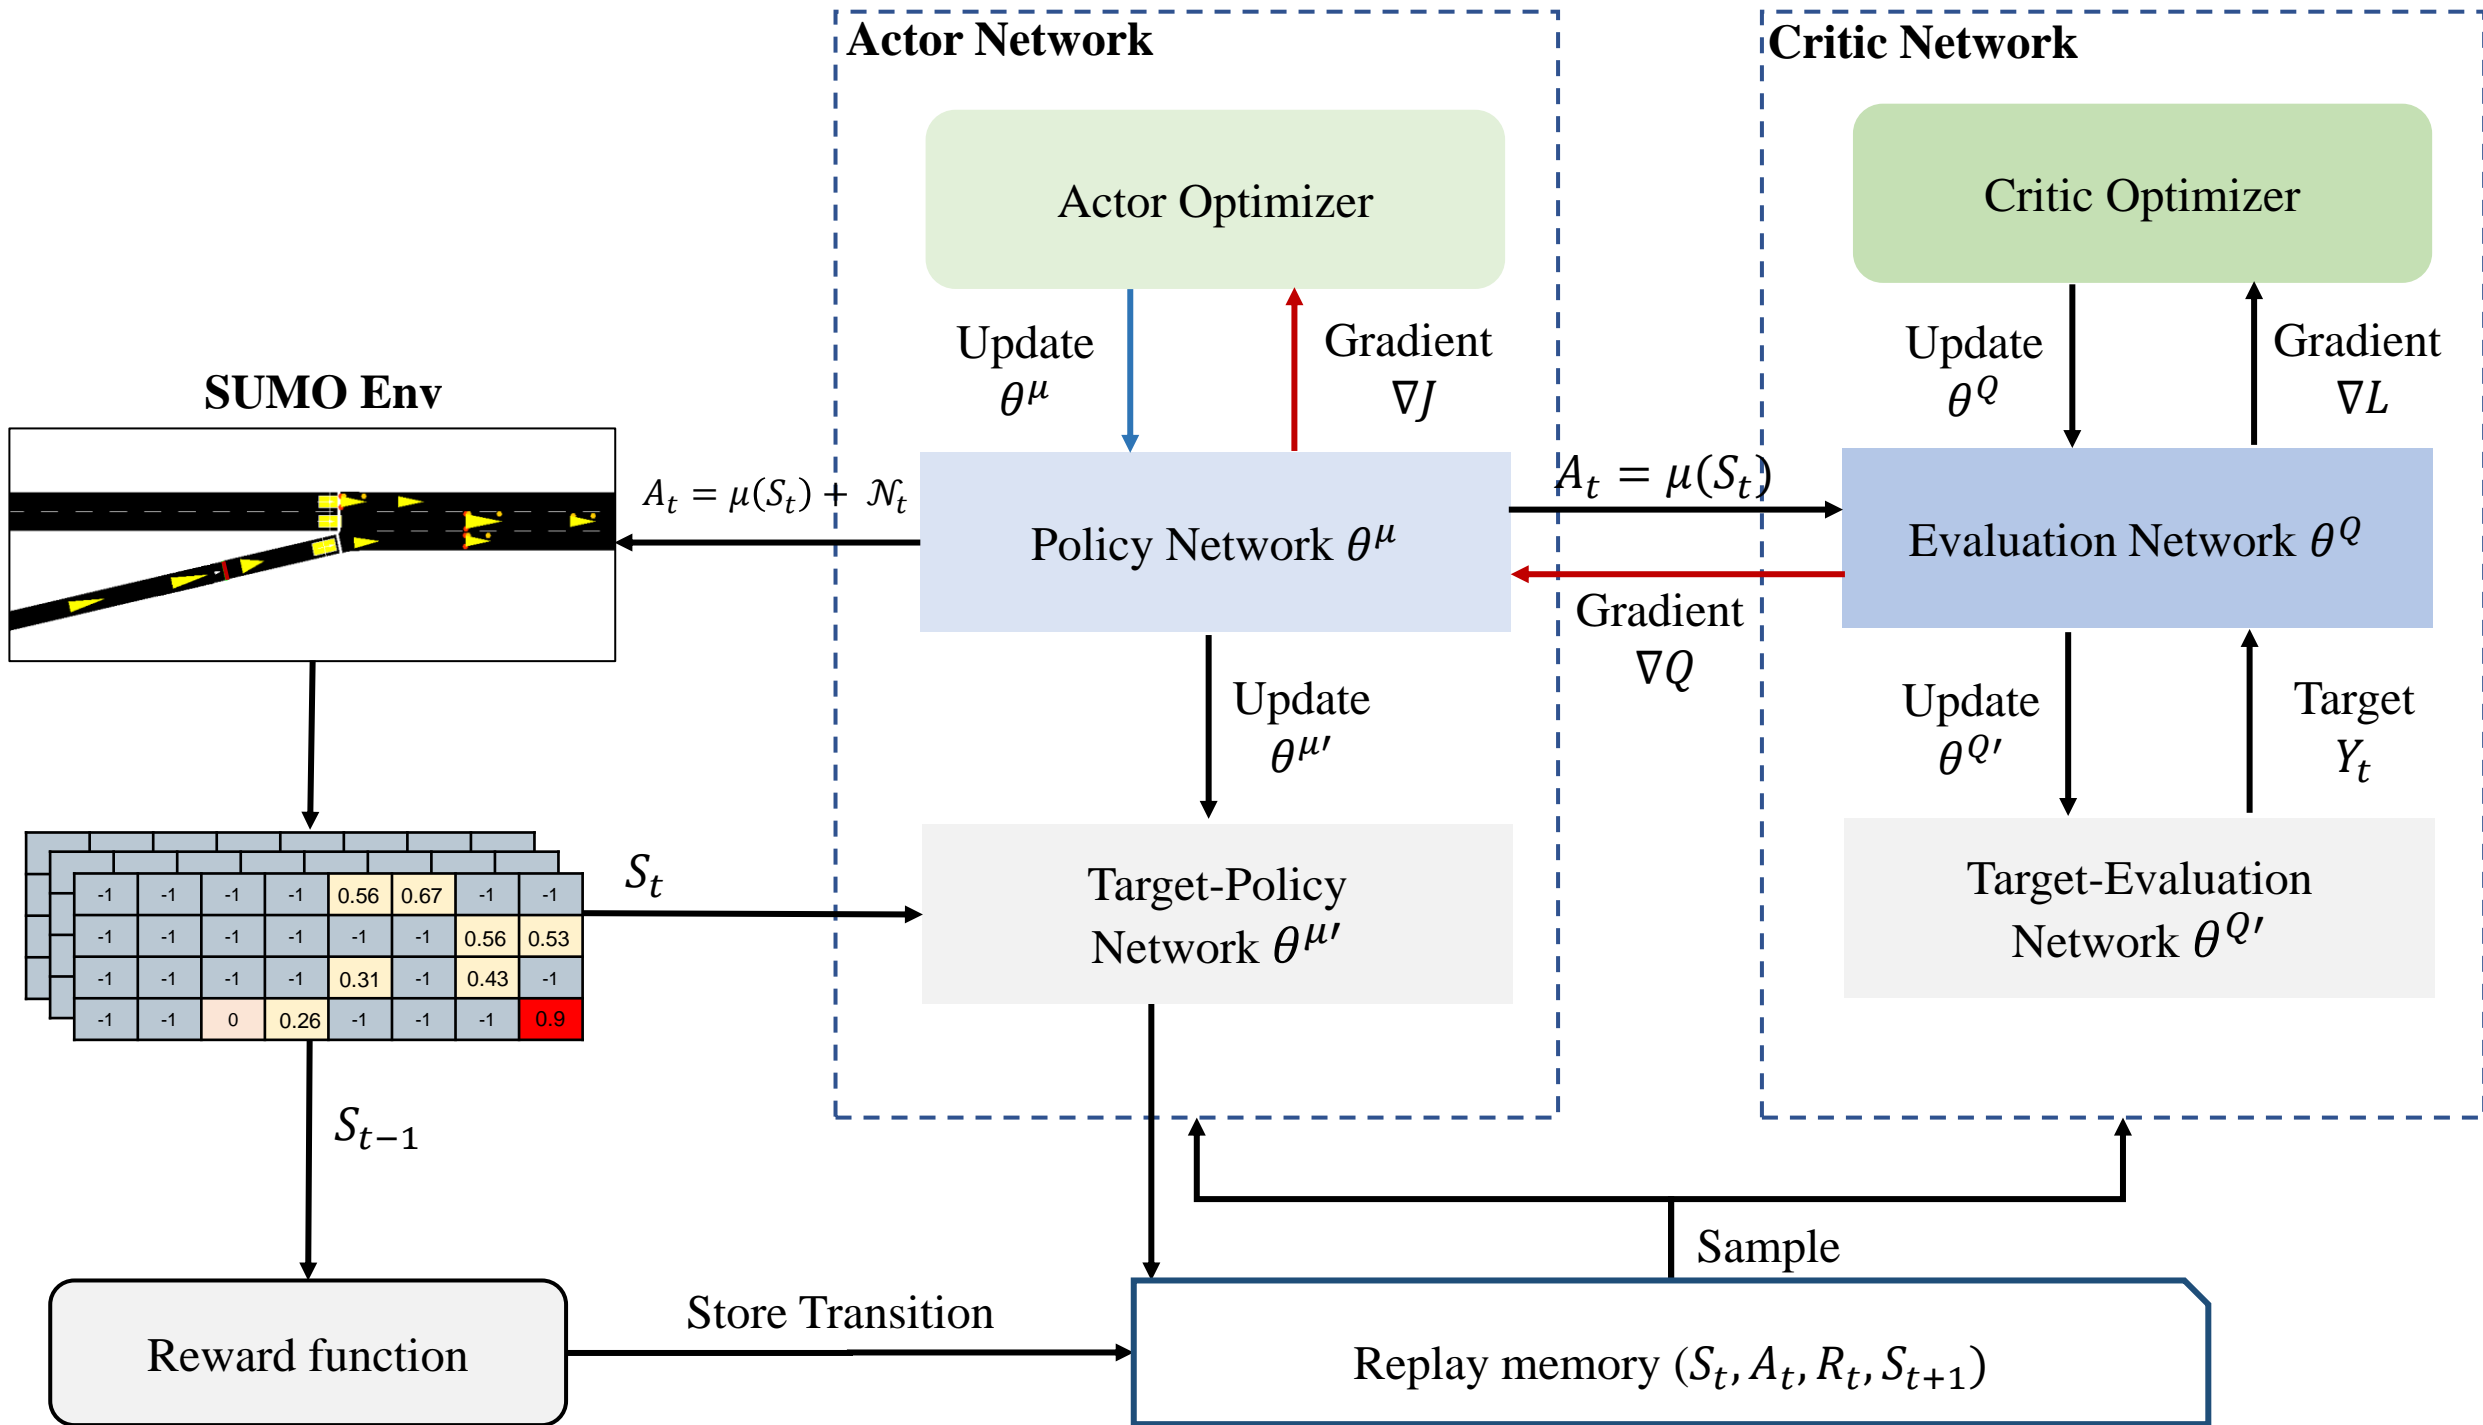 Actor Network
Critic Network
Actor Optimizer
Critic Optimizer
Update
θ^μ
Gradient
∇J
Update
θ^Q
Gradient
∇L
SUMO Env
A_t = μ(S_t) + 𝒩_t
Policy Network θ^μ
A_t = μ(S_t)
Evaluation Network θ^Q
Gradient
∇Q
Update
θ^μ′
Update
θ^Q′
Target
Y_t
-1 -1 -1 -1 0.56 0.67 -1 -1
-1 -1 -1 -1 -1 -1 0.56 0.53
-1 -1 -1 -1 0.31 -1 0.43 -1
-1 -1 0 0.26 -1 -1 -1 0.9
S_t
Target-Policy
Network θ^μ′
Target-Evaluation
Network θ^Q′
S_{t−1}
Sample
Reward function
Store Transition
Replay memory (S_t, A_t, R_t, S_{t+1})